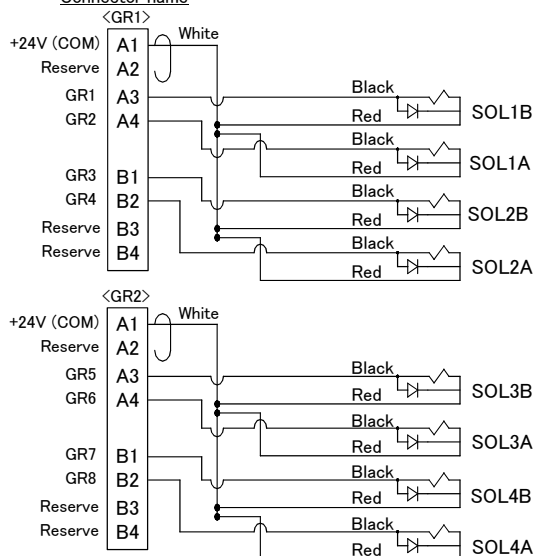 Connector name
<GR1>
White
+24V (COM) A1
Reserve A2
GR1 A3 Black
Red SOL1B
GR2 A4 Black
Red SOL1A
GR3 B1 Black
GR4 B2 Red SOL2B
Reserve B3 Black
Reserve B4 Red SOL2A
<GR2>
White
+24V (COM) A1
Reserve A2
GR5 A3 Black
Red SOL3B
GR6 A4 Black
Red SOL3A
GR7 B1 Black
GR8 B2 Red SOL4B
Reserve B3 Black
Reserve B4 Red SOL4A